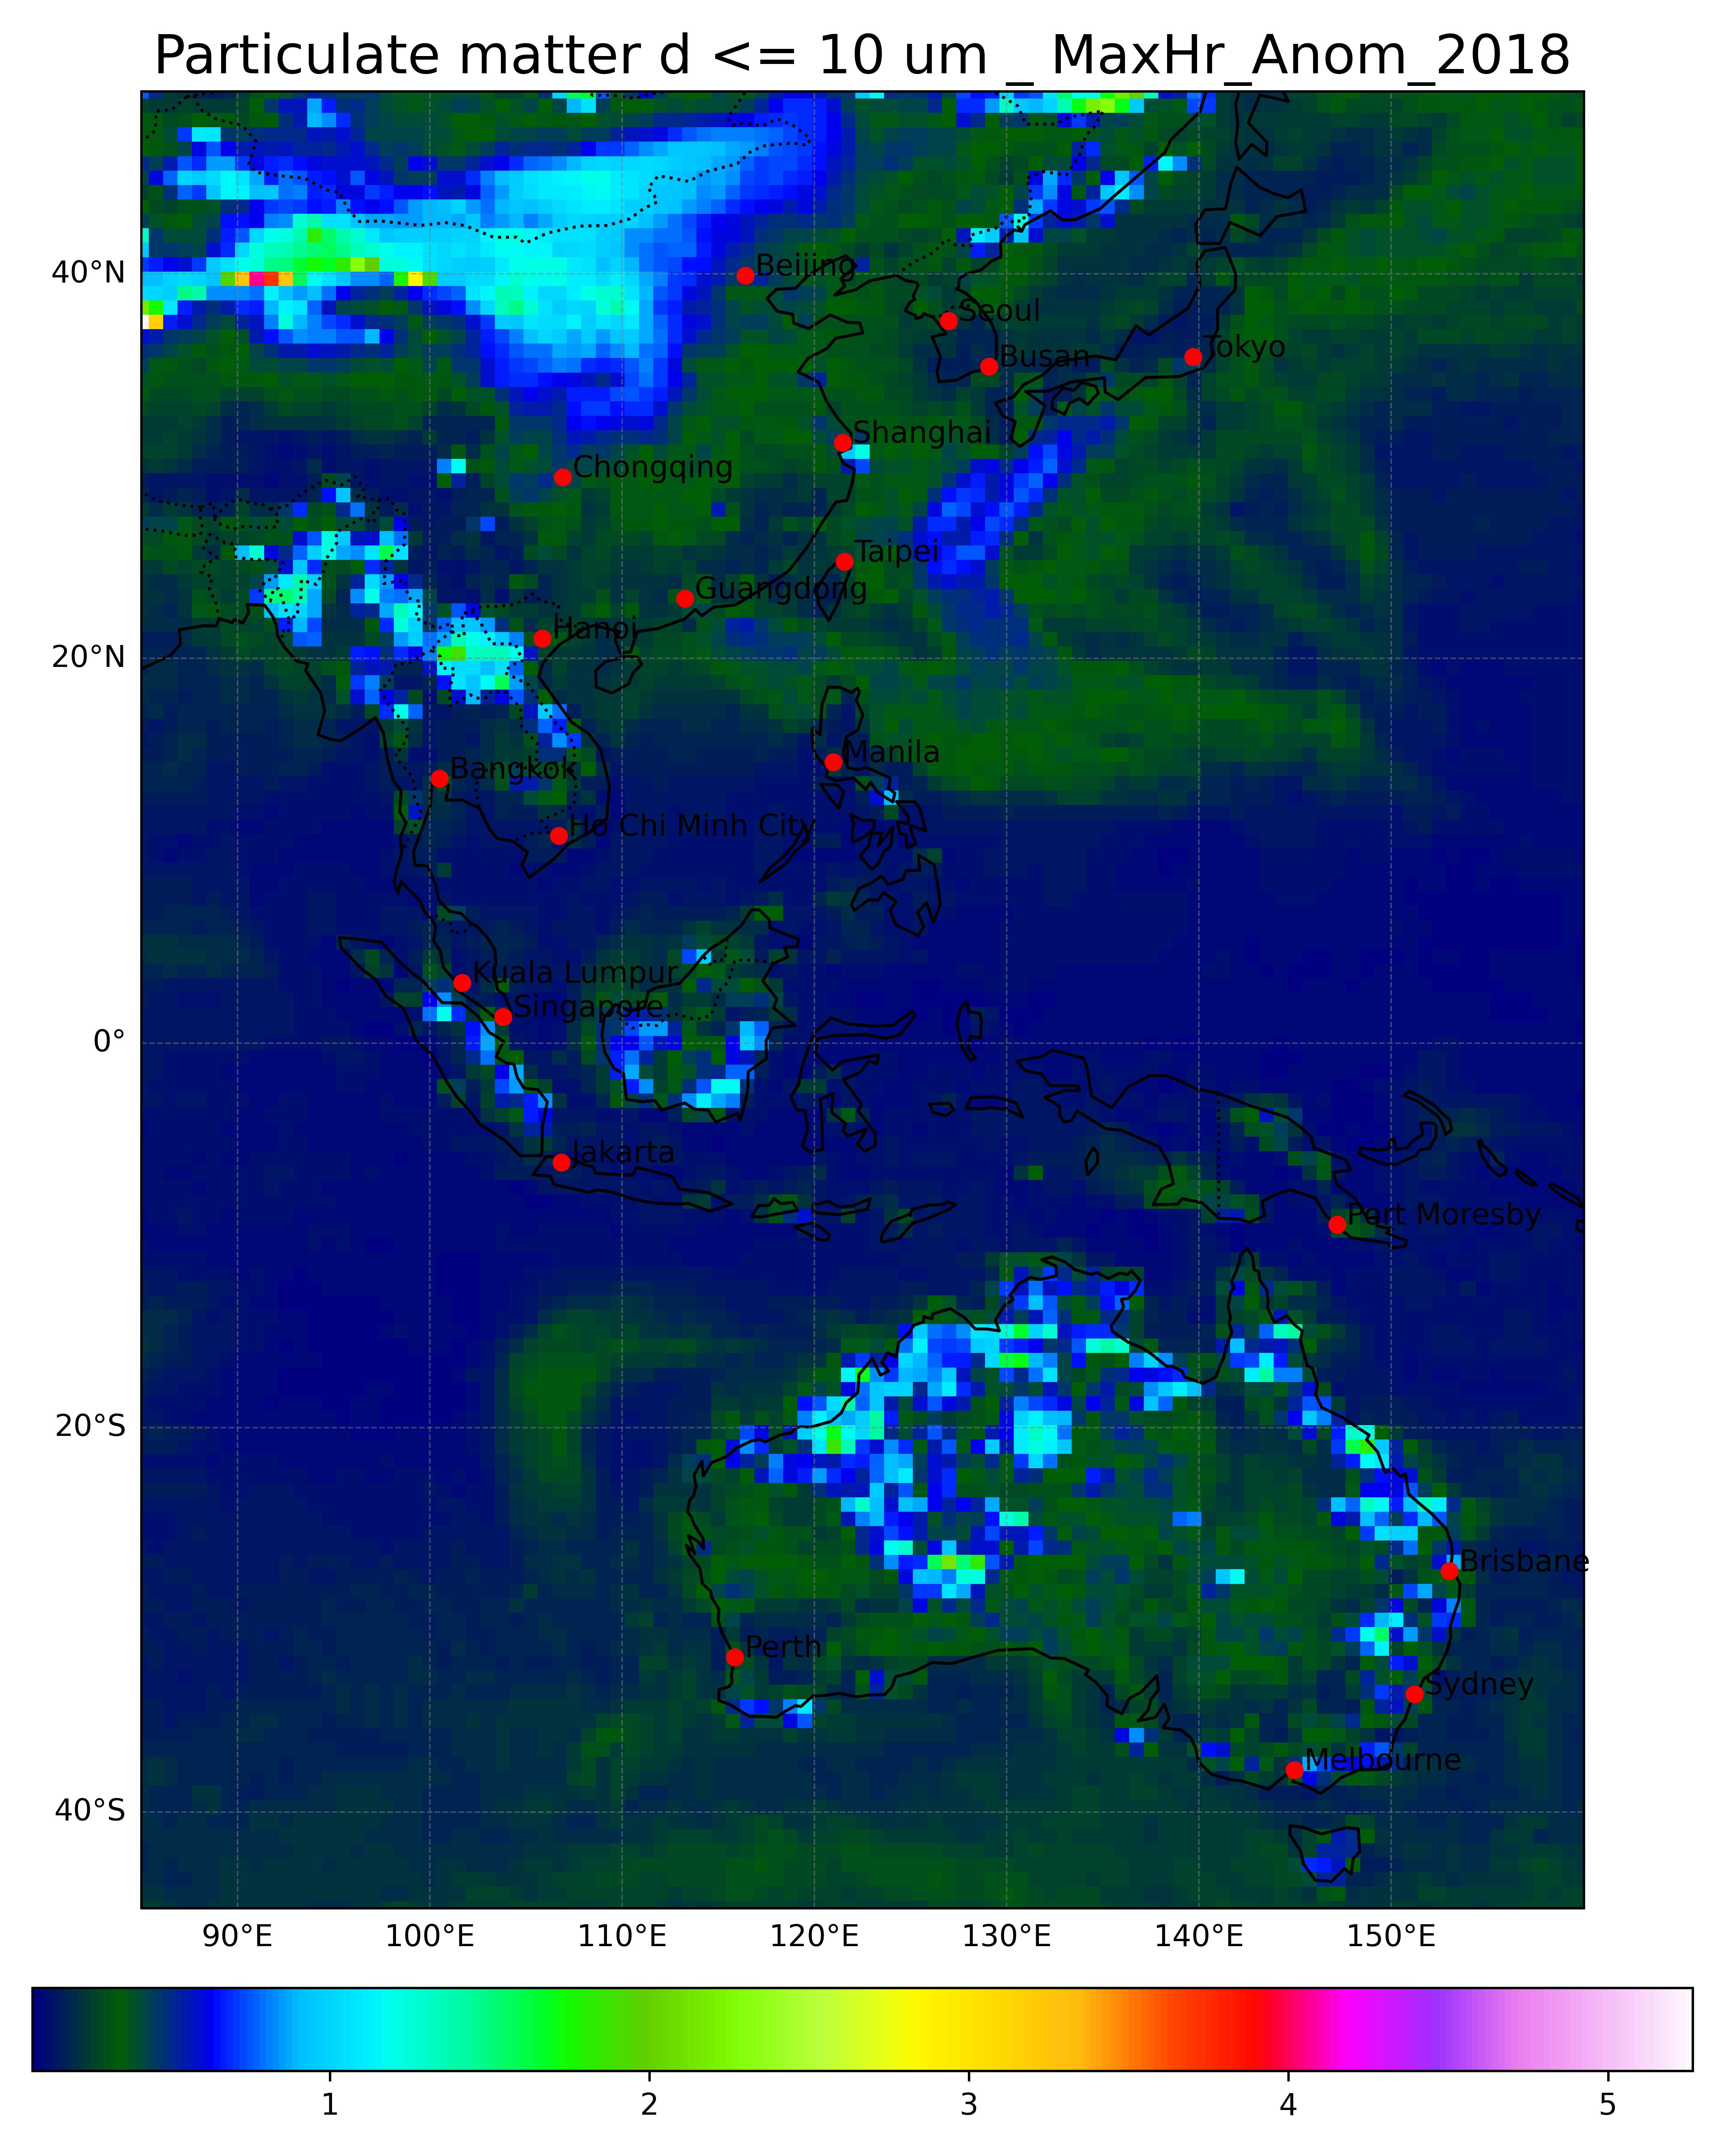 Particulate matter d <= 10 um _ MaxHr_Anom_2018
40°N
20°N
0°
20°S
40°S
Beijing
Seoul
Busan
Tokyo
Shanghai
Chongqing
Taipei
Guangdong
Hanoi
Manila
Bangkok
Ho Chi Minh City
Kuala Lumpur
Singapore
Jakarta
Port Moresby
Brisbane
Perth
Sydney
Melbourne
90°E 100°E 110°E 120°E 130°E 140°E 150°E
1 2 3 4 5